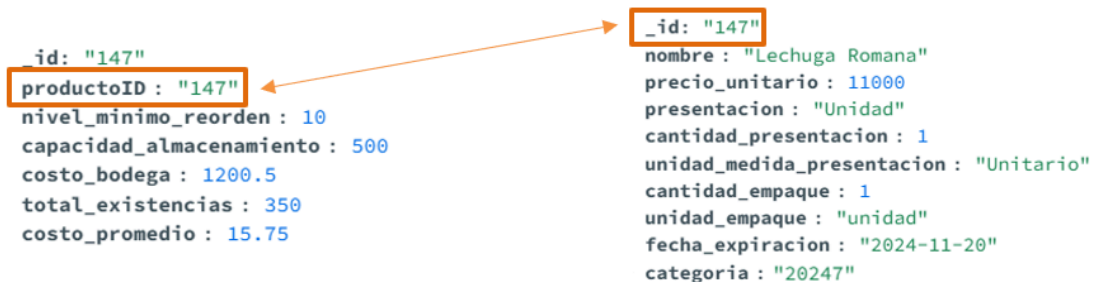 _id: "147"
productoID : "147"
nivel_minimo_reorden : 10
capacidad_almacenamiento : 500
costo_bodega : 1200.5
total_existencias : 350
costo_promedio : 15.75
_id: "147"
nombre : "Lechuga Romana"
precio_unitario : 11000
presentacion : "Unidad"
cantidad_presentacion : 1
unidad_medida_presentacion : "Unitario"
cantidad_empaque : 1
unidad_empaque : "unidad"
fecha_expiracion : "2024-11-20"
categoria : "20247"